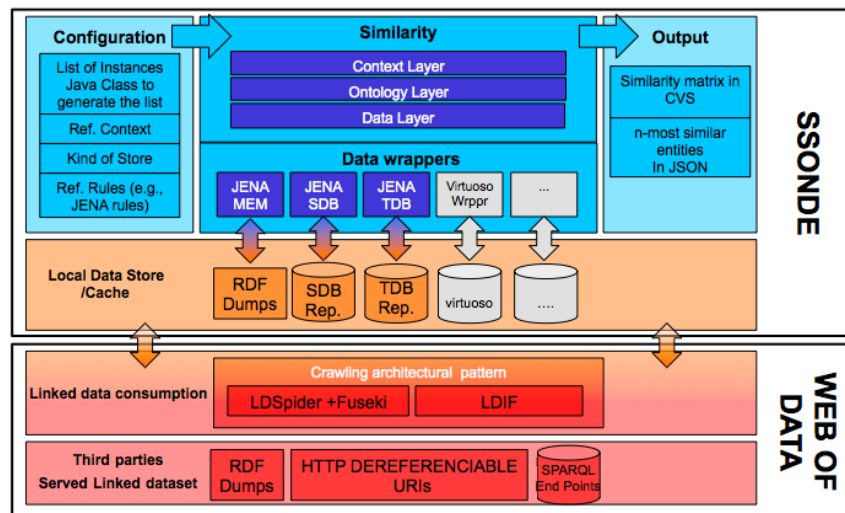 Configuration
List of Instances
Java Class to
generate the list
Ref. Context
Kind of Store
Ref. Rules (e.g.,
JENA rules)
Similarity
Context Layer
Ontology Layer
Data Layer
Data wrappers
JENA
MEM
JENA
SDB
JENA
TDB
Virtuoso
Wrppr
...
Output
Similarity matrix in
CVS
n-most similar
entities
In JSON
SSONDE
Local Data Store
/Cache
RDF
Dumps
SDB
Rep.
TDB
Rep.
virtuoso
....
Linked data consumption
Crawling architectural pattern
LDSpider +Fuseki
LDIF
Third parties
Served Linked dataset
RDF
Dumps
HTTP DEREFERENCIABLE
URIs
SPARQL
End Points
WEB OF
DATA